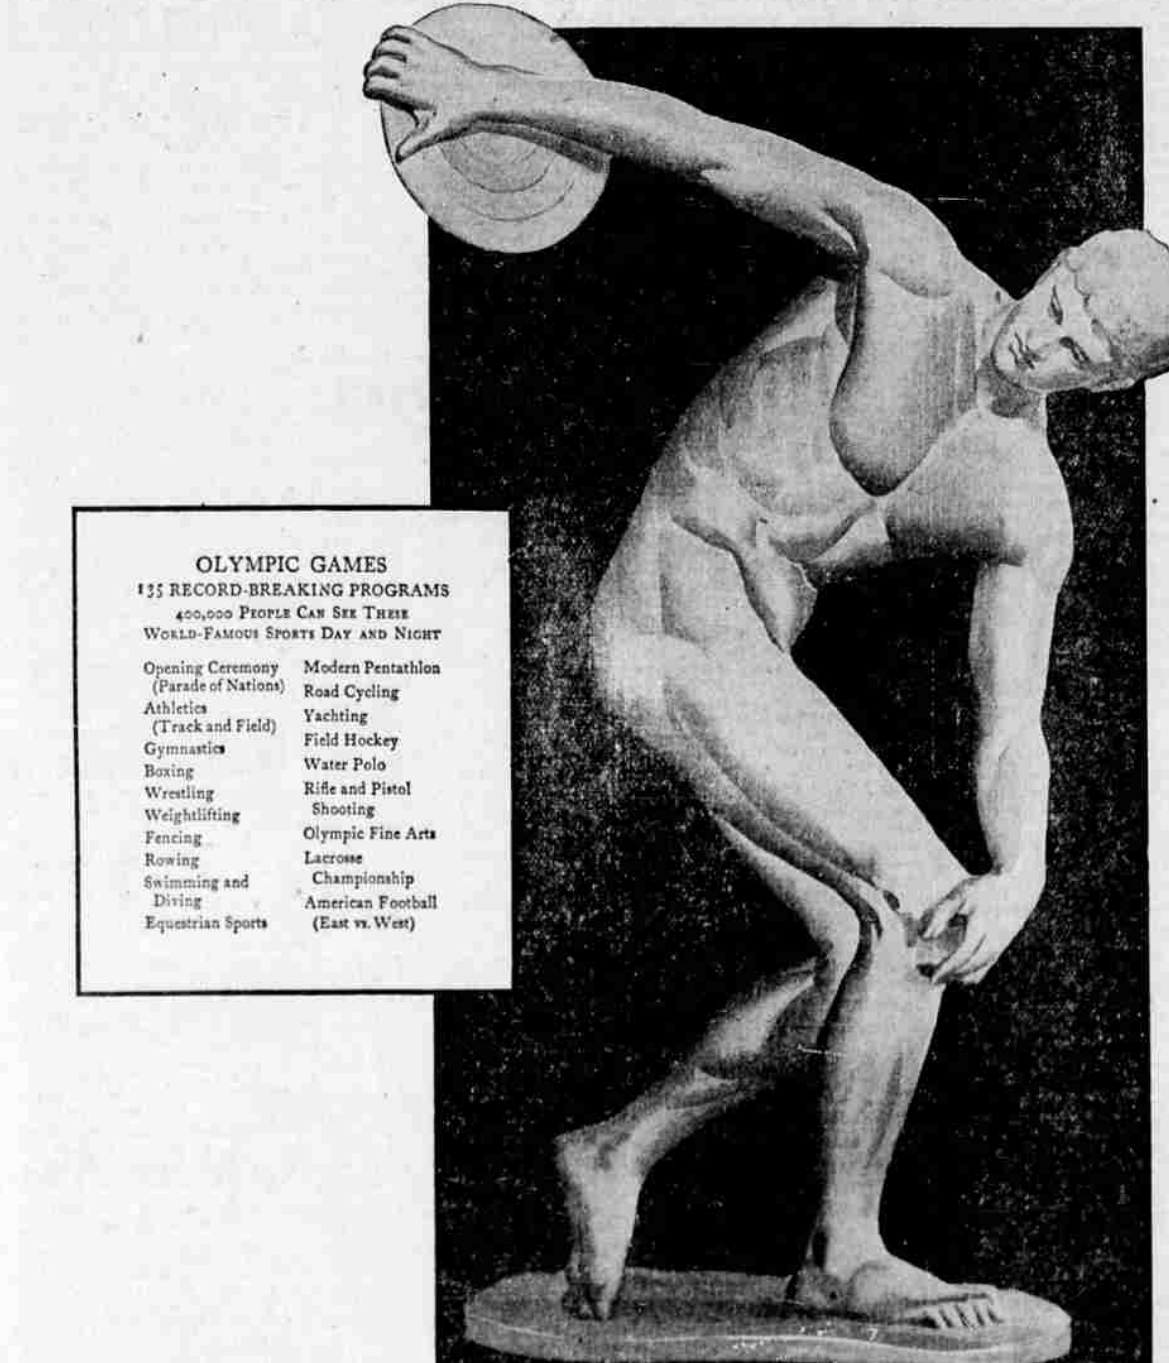 OLYMPIC GAMES
135 RECORD-BREAKING PROGRAMS
400,000 PEOPLE CAN SEE THESE
WORLD-FAMOUS SPORTS DAY AND NIGHT
Opening Ceremony
(Parade of Nations)
Athletics
(Track and Field)
Gymnastics
Boxing
Wrestling
Weightlifting
Fencing
Rowing
Swimming and
Diving
Equestrian Sports
Modern Pentathlon
Road Cycling
Yachting
Field Hockey
Water Polo
Rifle and Pistol
Shooting
Olympic Fine Arts
Lacrosse
Championship
American Football
(East vs. West)